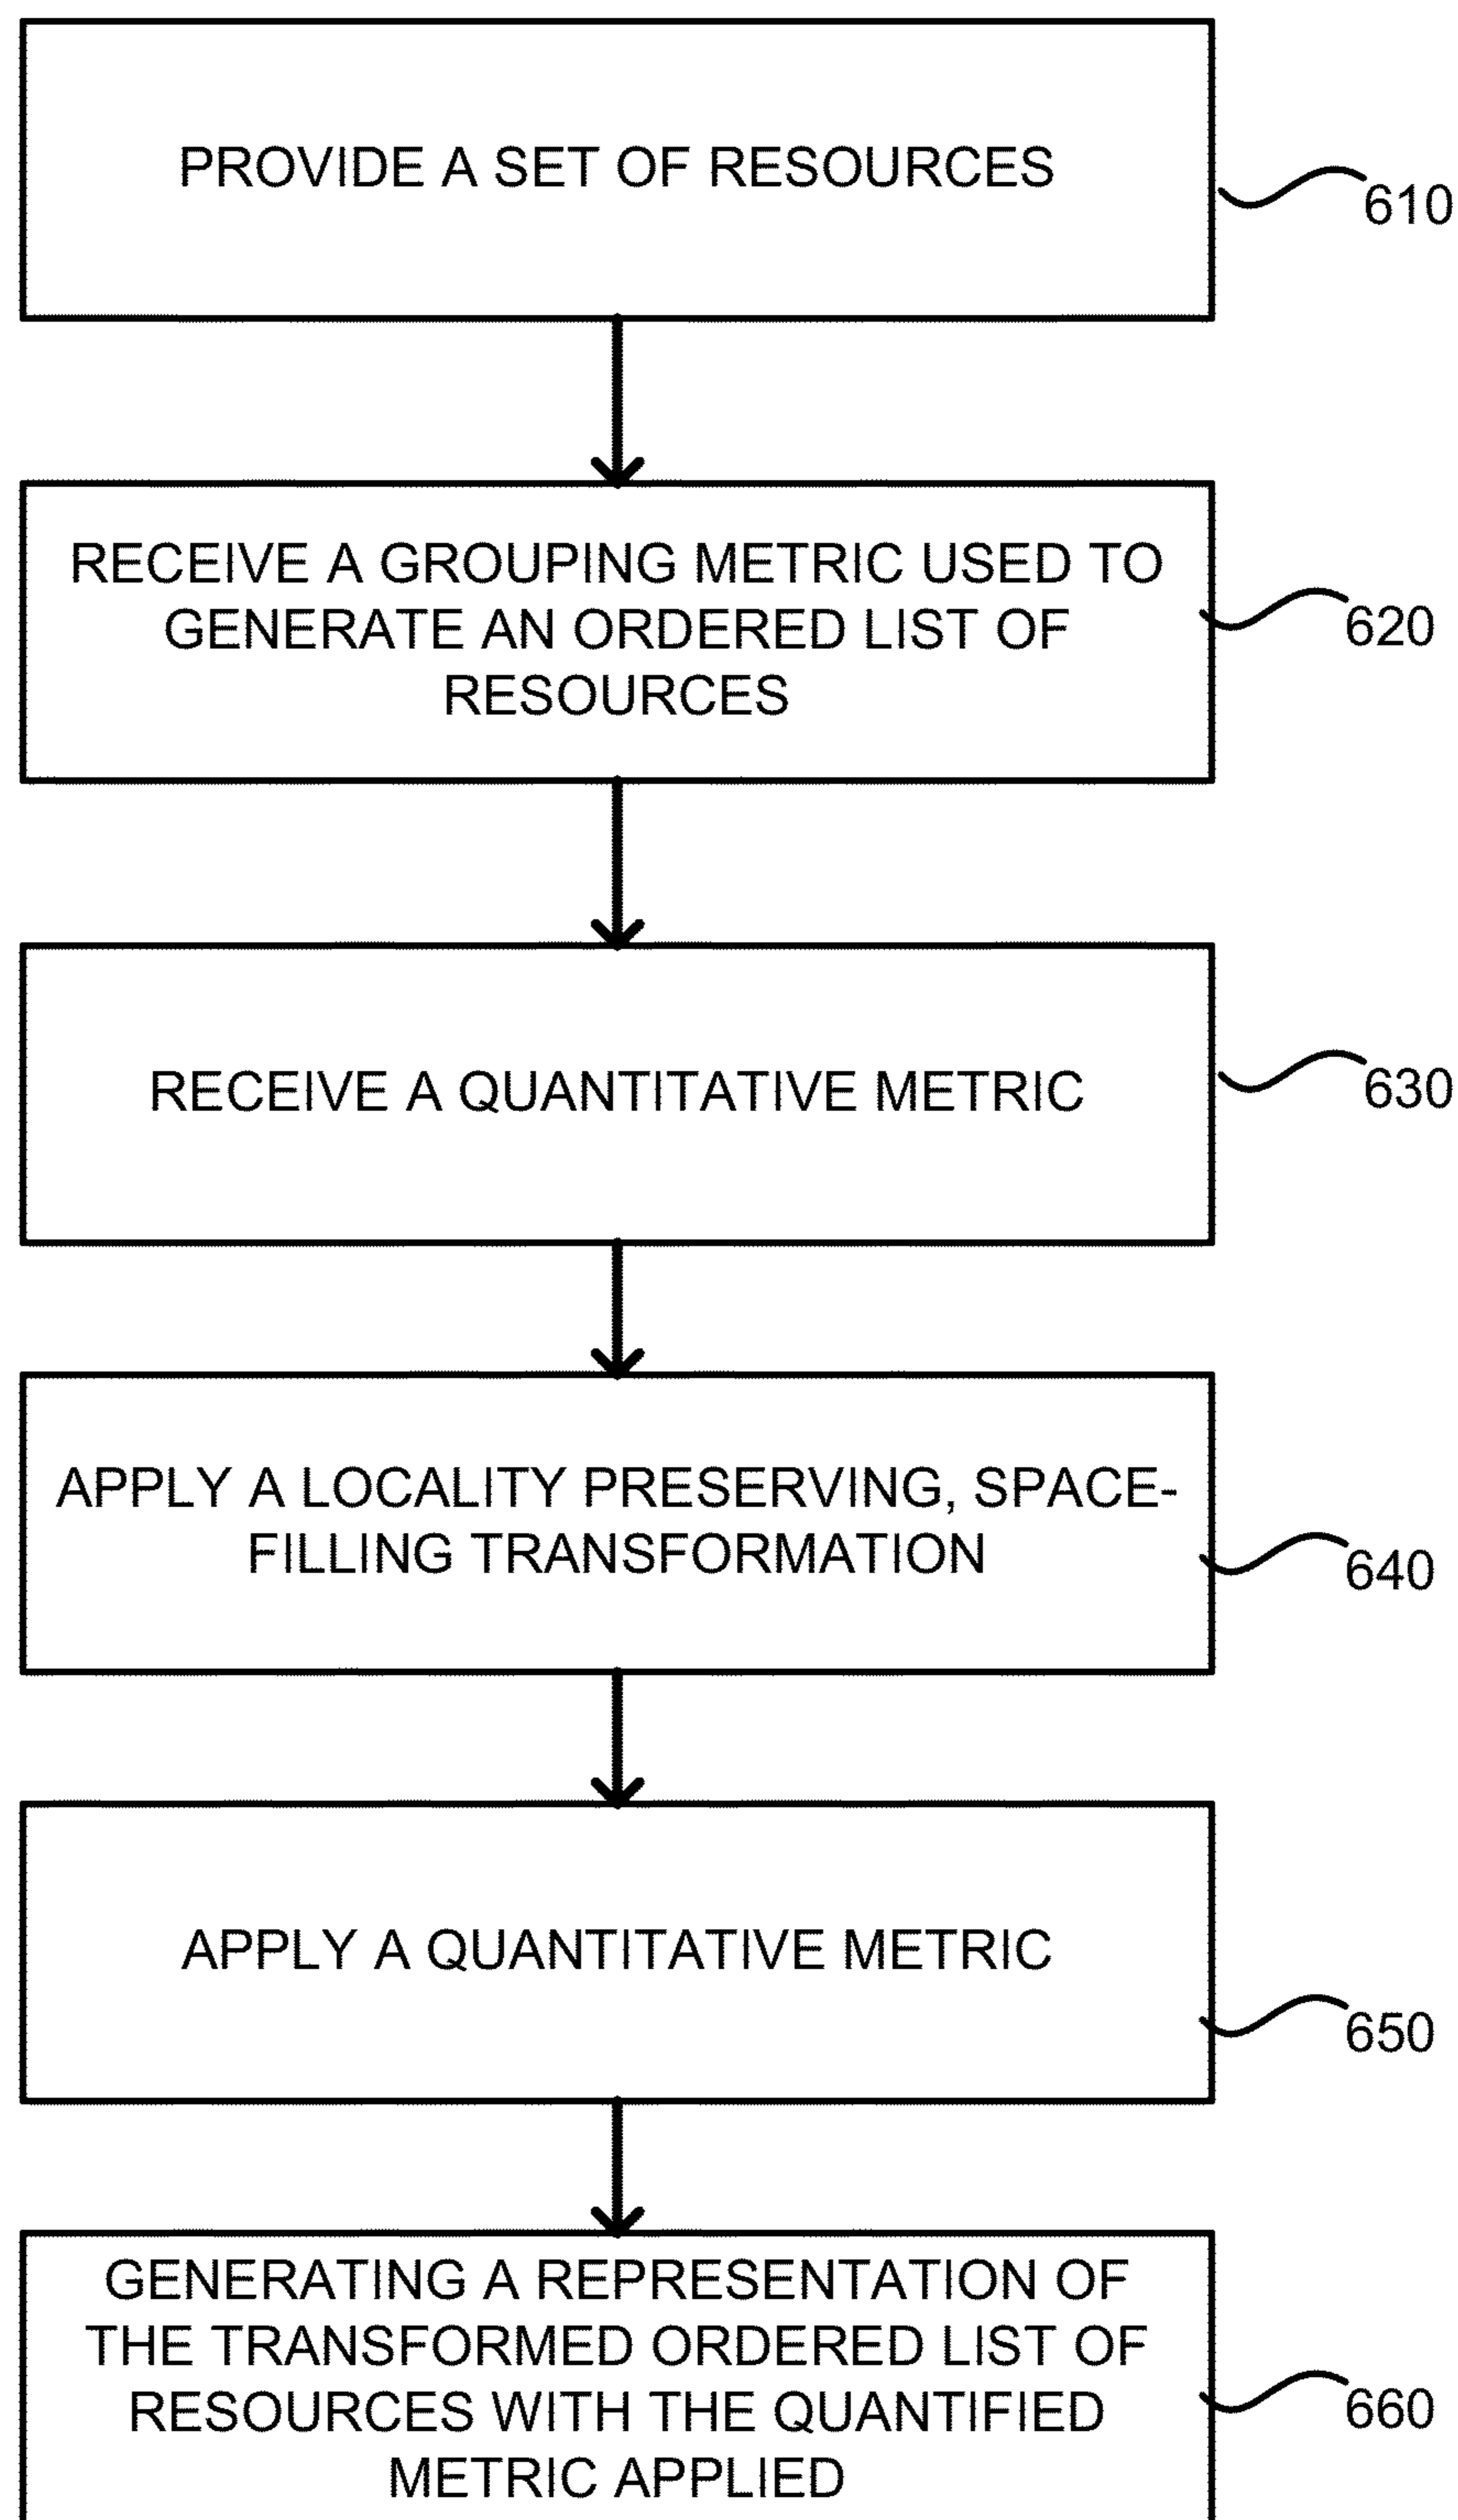 PROVIDE A SET OF RESOURCES
610
RECEIVE A GROUPING METRIC USED TO
GENERATE AN ORDERED LIST OF
RESOURCES
620
RECEIVE A QUANTITATIVE METRIC
630
APPLY A LOCALITY PRESERVING, SPACE-
FILLING TRANSFORMATION
640
APPLY A QUANTITATIVE METRIC
650
GENERATING A REPRESENTATION OF
THE TRANSFORMED ORDERED LIST OF
RESOURCES WITH THE QUANTIFIED
METRIC APPLIED
660